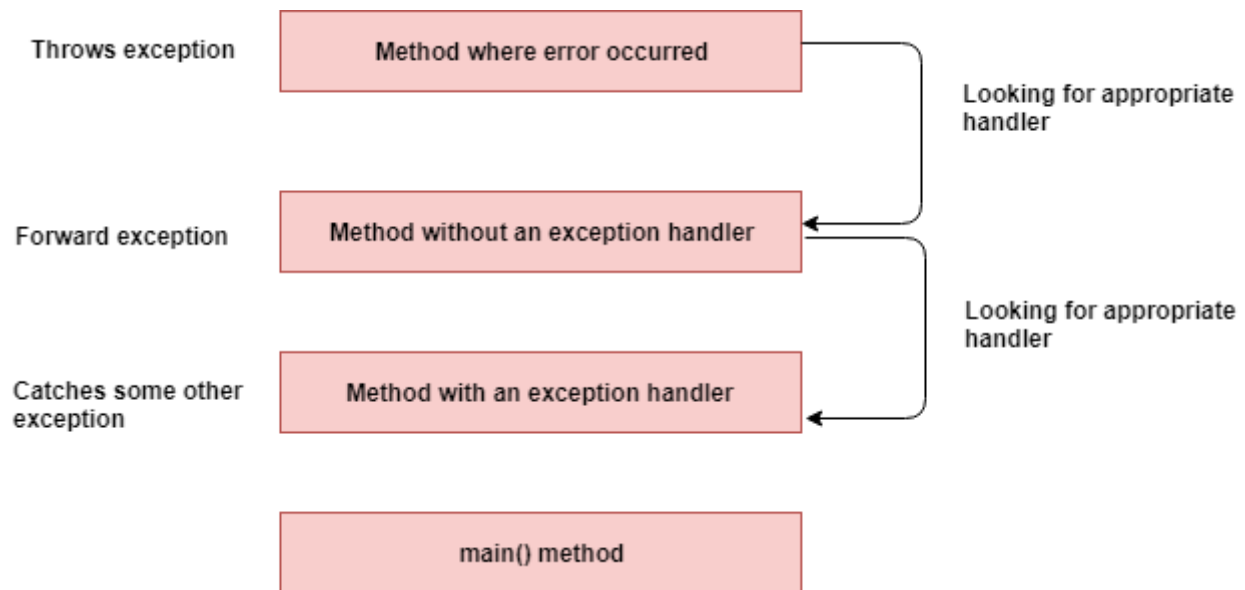 Throws exception
Method where error occurred
Looking for appropriate
handler
Forward exception
Method without an exception handler
Looking for appropriate
handler
Catches some other
exception
Method with an exception handler
main() method